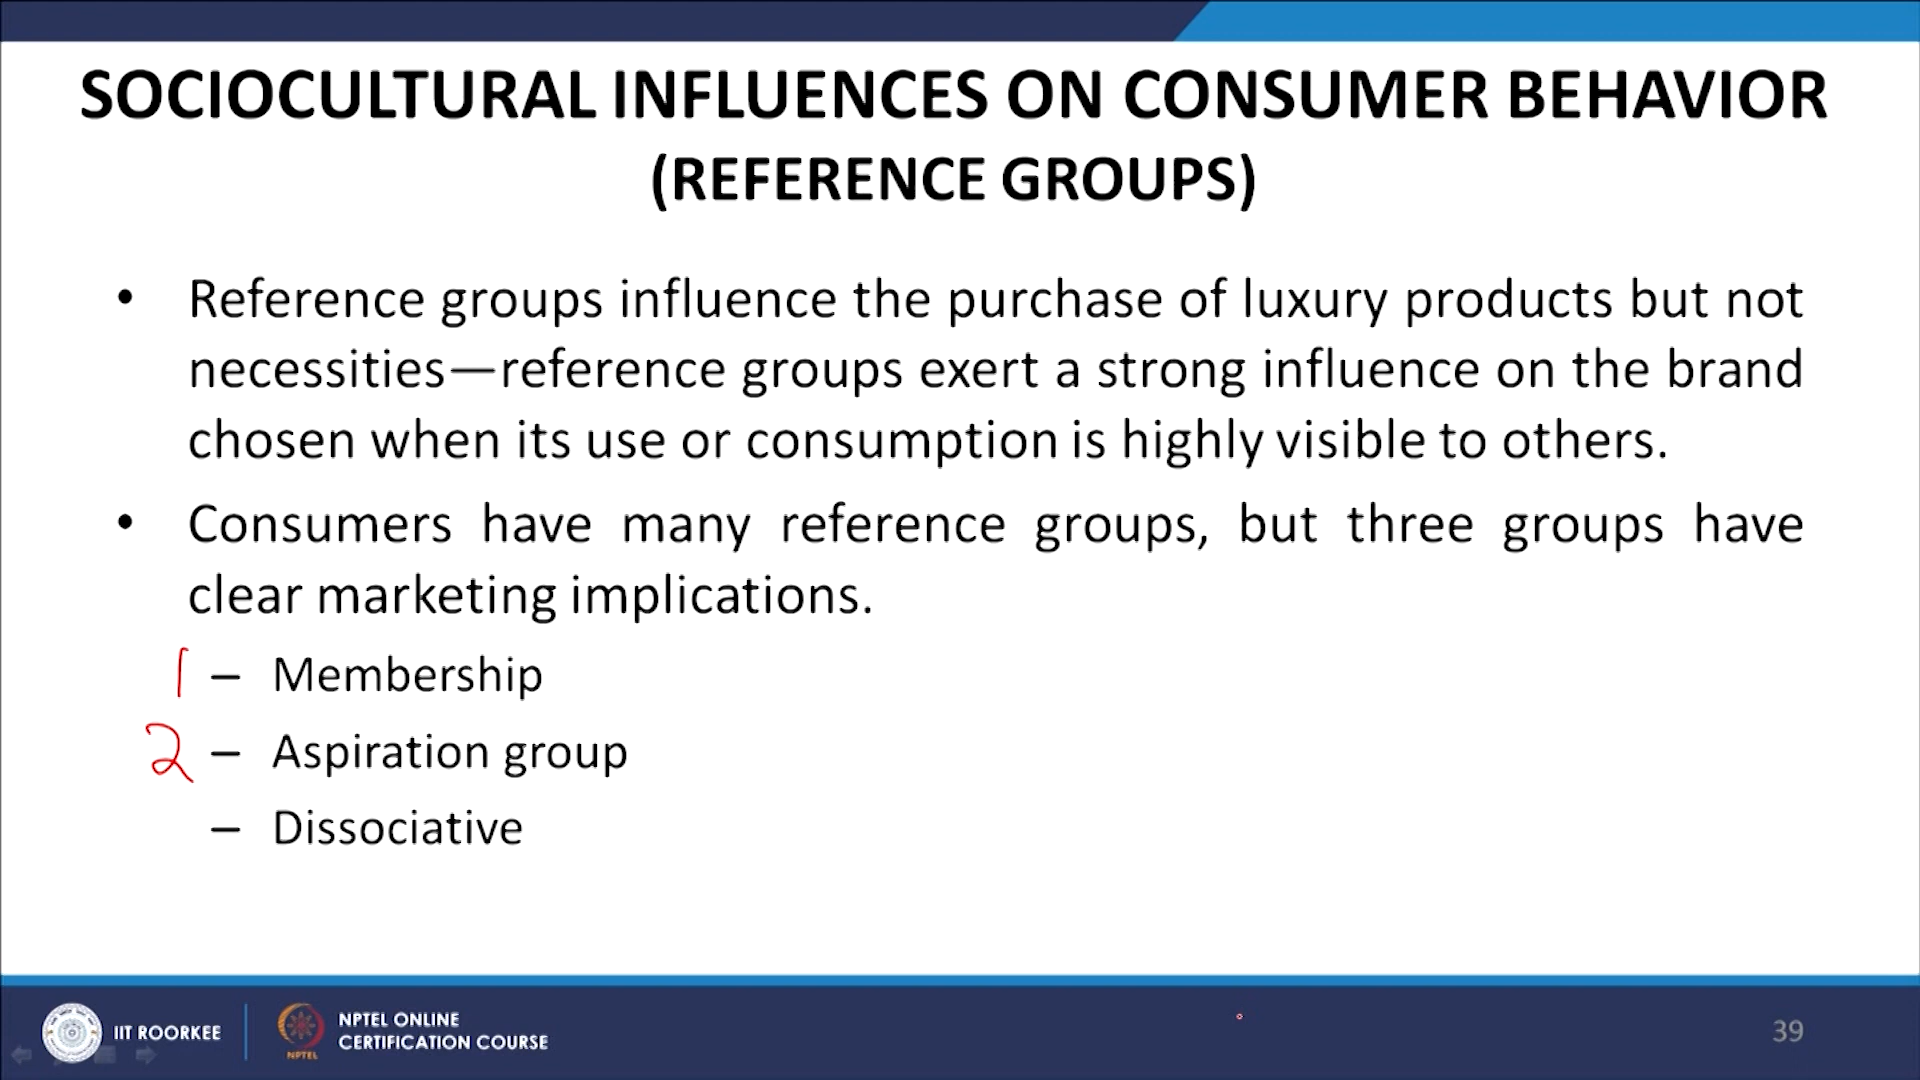 SOCIOCULTURAL INFLUENCES ON CONSUMER BEHAVIOR
(REFERENCE GROUPS)
• Reference groups influence the purchase of luxury products but not
necessities—reference groups exert a strong influence on the brand
chosen when its use or consumption is highly visible to others.
• Consumers have many reference groups, but three groups have
clear marketing implications.
1 – Membership
2 – Aspiration group
– Dissociative
IIT ROORKEE
NPTEL
NPTEL ONLINE
CERTIFICATION COURSE
39